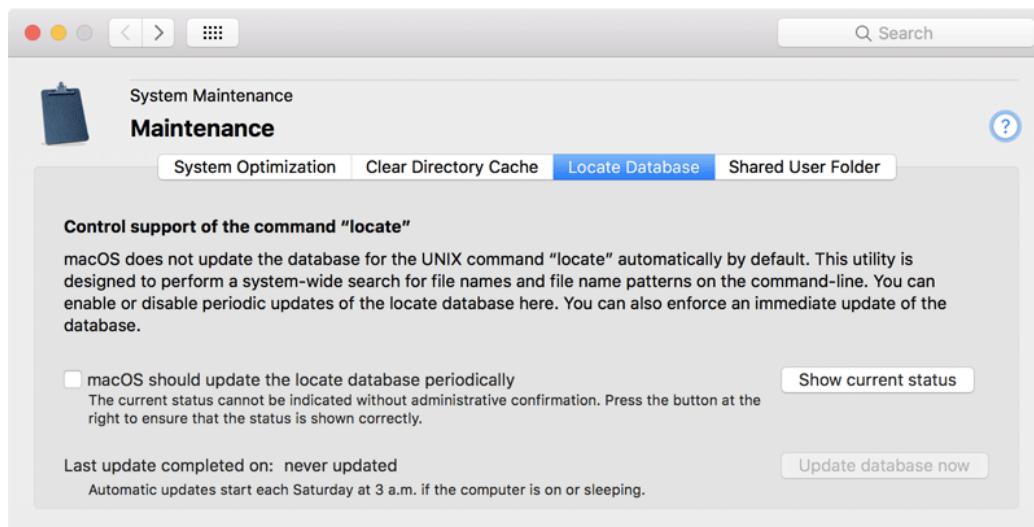 Search
System Maintenance
Maintenance
?
System Optimization Clear Directory Cache Locate Database Shared User Folder
Control support of the command “locate”
macOS does not update the database for the UNIX command “locate” automatically by default. This utility is
designed to perform a system-wide search for file names and file name patterns on the command-line. You can
enable or disable periodic updates of the locate database here. You can also enforce an immediate update of the
database.
macOS should update the locate database periodically Show current status
The current status cannot be indicated without administrative confirmation. Press the button at the
right to ensure that the status is shown correctly.
Last update completed on: never updated Update database now
Automatic updates start each Saturday at 3 a.m. if the computer is on or sleeping.